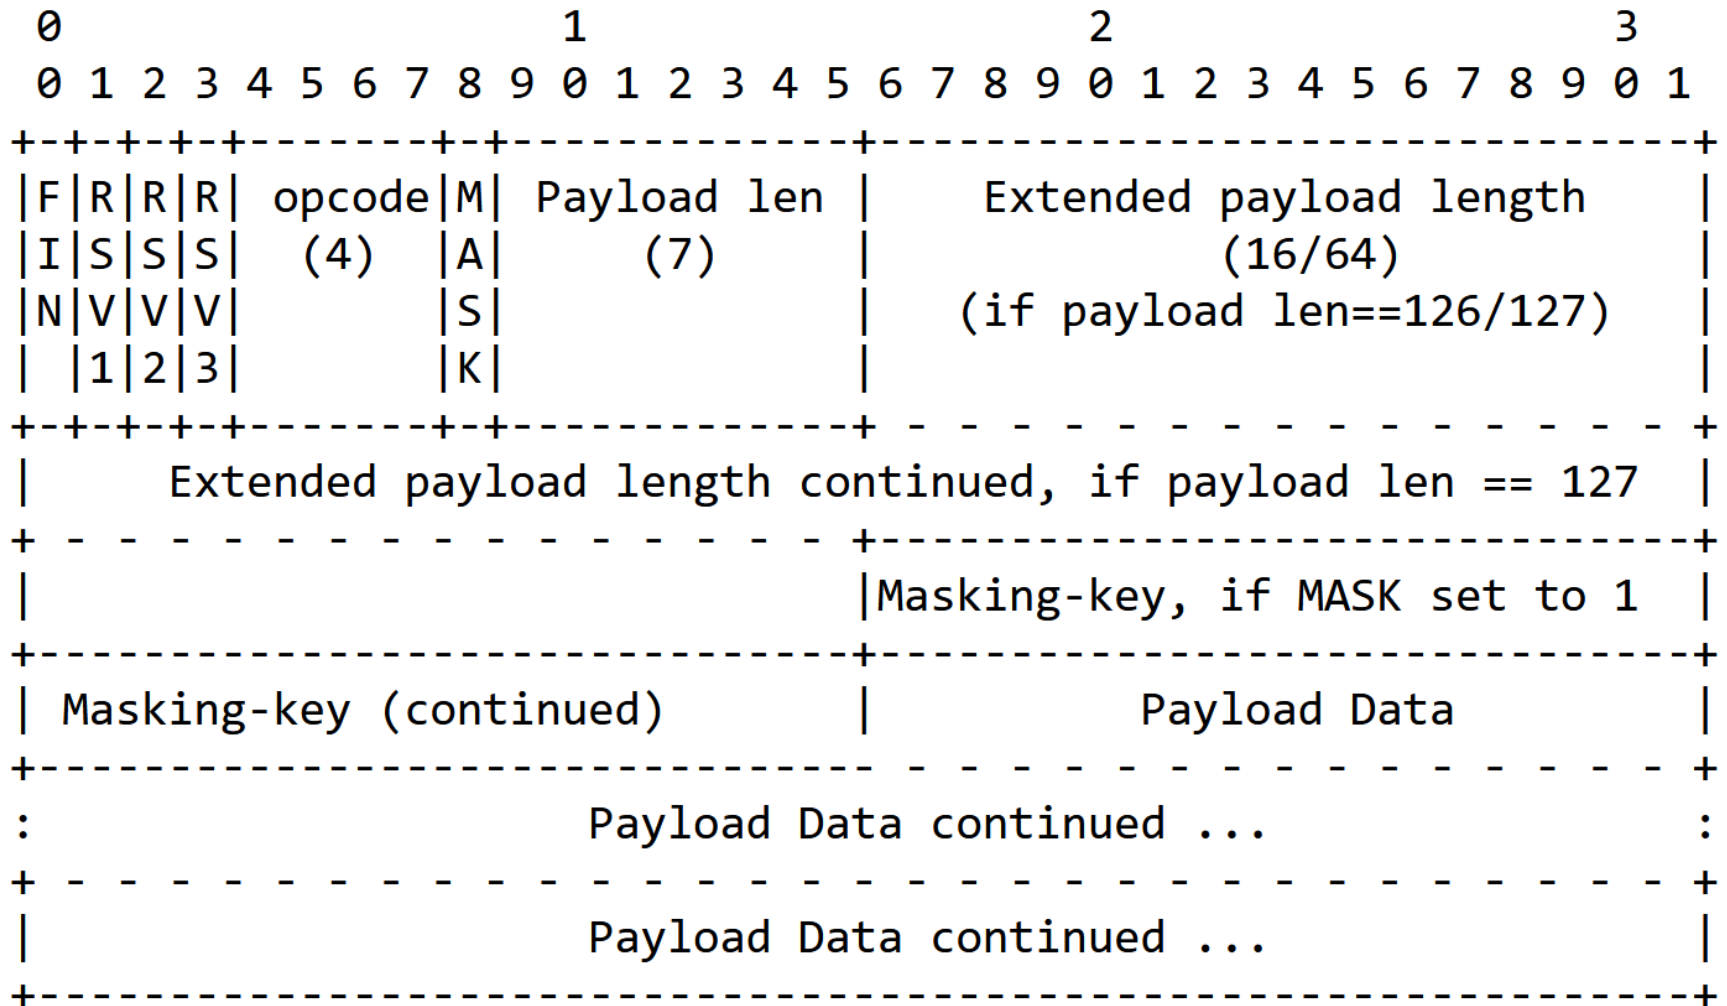 0                   1                   2                   3
 0 1 2 3 4 5 6 7 8 9 0 1 2 3 4 5 6 7 8 9 0 1 2 3 4 5 6 7 8 9 0 1
+-+-+-+-+-------+-+-------------+-------------------------------+
|F|R|R|R| opcode|M| Payload len |    Extended payload length    |
|I|S|S|S|  (4)  |A|     (7)     |             (16/64)           |
|N|V|V|V|       |S|             |   (if payload len==126/127)   |
| |1|2|3|       |K|             |                               |
+-+-+-+-+-------+-+-------------+ - - - - - - - - - - - - - - - +
|     Extended payload length continued, if payload len == 127  |
+ - - - - - - - - - - - - - - - +-------------------------------+
|                               |Masking-key, if MASK set to 1  |
+-------------------------------+-------------------------------+
| Masking-key (continued)       |          Payload Data         |
+-------------------------------- - - - - - - - - - - - - - - - +
:                     Payload Data continued ...                :
+ - - - - - - - - - - - - - - - - - - - - - - - - - - - - - - - +
|                     Payload Data continued ...                |
+---------------------------------------------------------------+